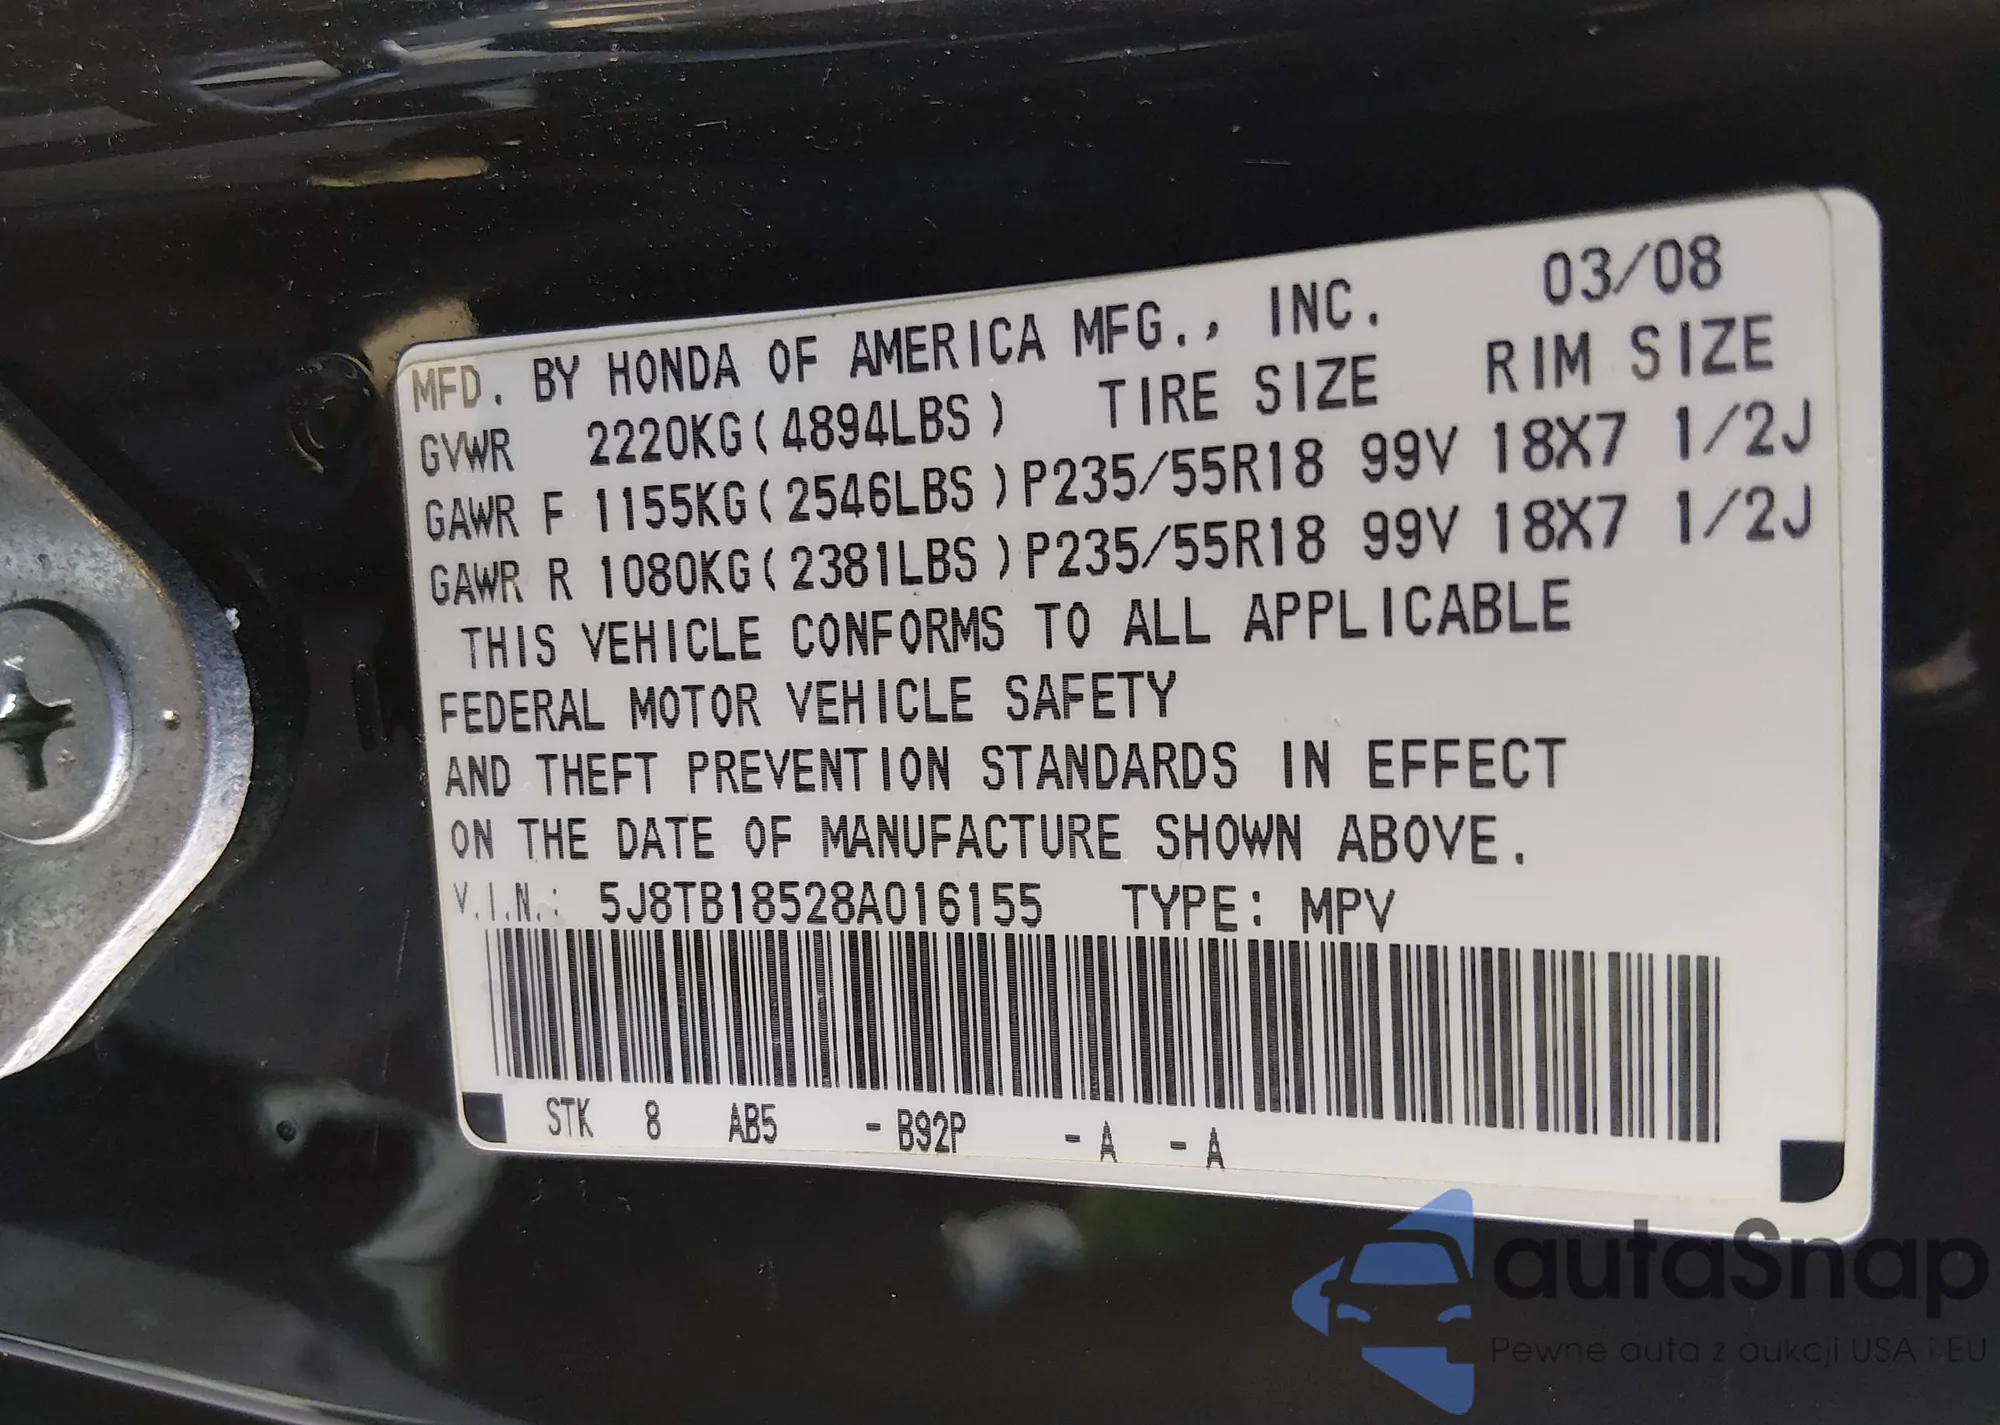 MFD. BY HONDA OF AMERICA MFG., INC. 03/08
GVWR 2220KG(4894LBS) TIRE SIZE RIM SIZE
GAWR F 1155KG(2546LBS)P235/55R18 99V 18X7 1/2J
GAWR R 1080KG(2381LBS)P235/55R18 99V 18X7 1/2J
THIS VEHICLE CONFORMS TO ALL APPLICABLE
FEDERAL MOTOR VEHICLE SAFETY
AND THEFT PREVENTION STANDARDS IN EFFECT
ON THE DATE OF MANUFACTURE SHOWN ABOVE.
V.I.N.: 5J8TB18528A016155 TYPE: MPV
STK 8 AB5 -B92P -A -A
autaSnap
Pewne auta z aukcji USA i EU